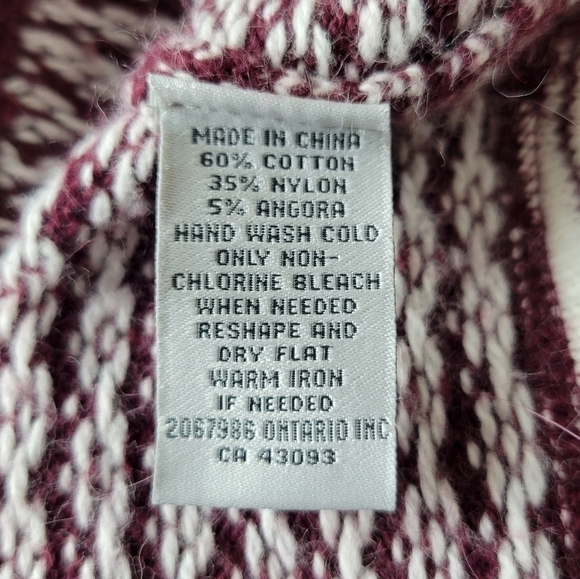 MADE IN CHINA
60% COTTON
35% NYLON
5% ANGORA
HAND WASH COLD
ONLY NON-
CHLORINE BLEACH
WHEN NEEDED
RESHAPE AND
DRY FLAT
WARM IRON
IF NEEDED
2067986 ONTARIO INC
CA 43093